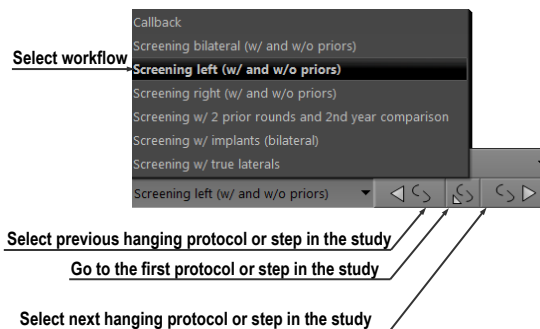 Callback
Screening bilateral (w/ and w/o priors)
Select workflow
Screening left (w/ and w/o priors)
Screening right (w/ and w/o priors)
Screening w/ 2 prior rounds and 2nd year comparison
Screening w/ implants (bilateral)
Screening w/ true laterals
Screening left (w/ and w/o priors)
Select previous hanging protocol or step in the study
Go to the first protocol or step in the study
Select next hanging protocol or step in the study